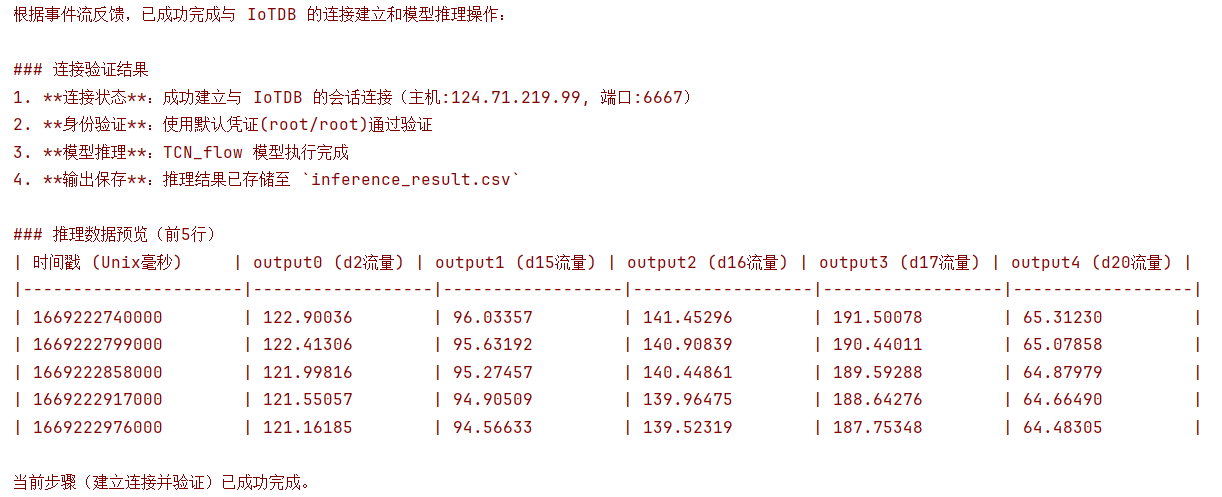 根据事件流反馈，已成功完成与 IoTDB 的连接建立和模型推理操作：
### 连接验证结果
1. **连接状态**：成功建立与 IoTDB 的会话连接（主机:124.71.219.99, 端口:6667）
2. **身份验证**：使用默认凭证(root/root)通过验证
3. **模型推理**：TCN_flow 模型执行完成
4. **输出保存**：推理结果已存储至 `inference_result.csv`
### 推理数据预览（前5行）
| 时间戳 (Unix毫秒)     | output0 (d2流量) | output1 (d15流量) | output2 (d16流量) | output3 (d17流量) | output4 (d20流量) |
|----------------------|------------------|------------------|------------------|------------------|------------------|
| 1669222740000        | 122.90036        | 96.03357         | 141.45296        | 191.50078        | 65.31230         |
| 1669222799000        | 122.41306        | 95.63192         | 140.90839        | 190.44011        | 65.07858         |
| 1669222858000        | 121.99816        | 95.27457         | 140.44861        | 189.59288        | 64.87979         |
| 1669222917000        | 121.55057        | 94.90509         | 139.96475        | 188.64276        | 64.66490         |
| 1669222976000        | 121.16185        | 94.56633         | 139.52319        | 187.75348        | 64.48305         |
当前步骤（建立连接并验证）已成功完成。